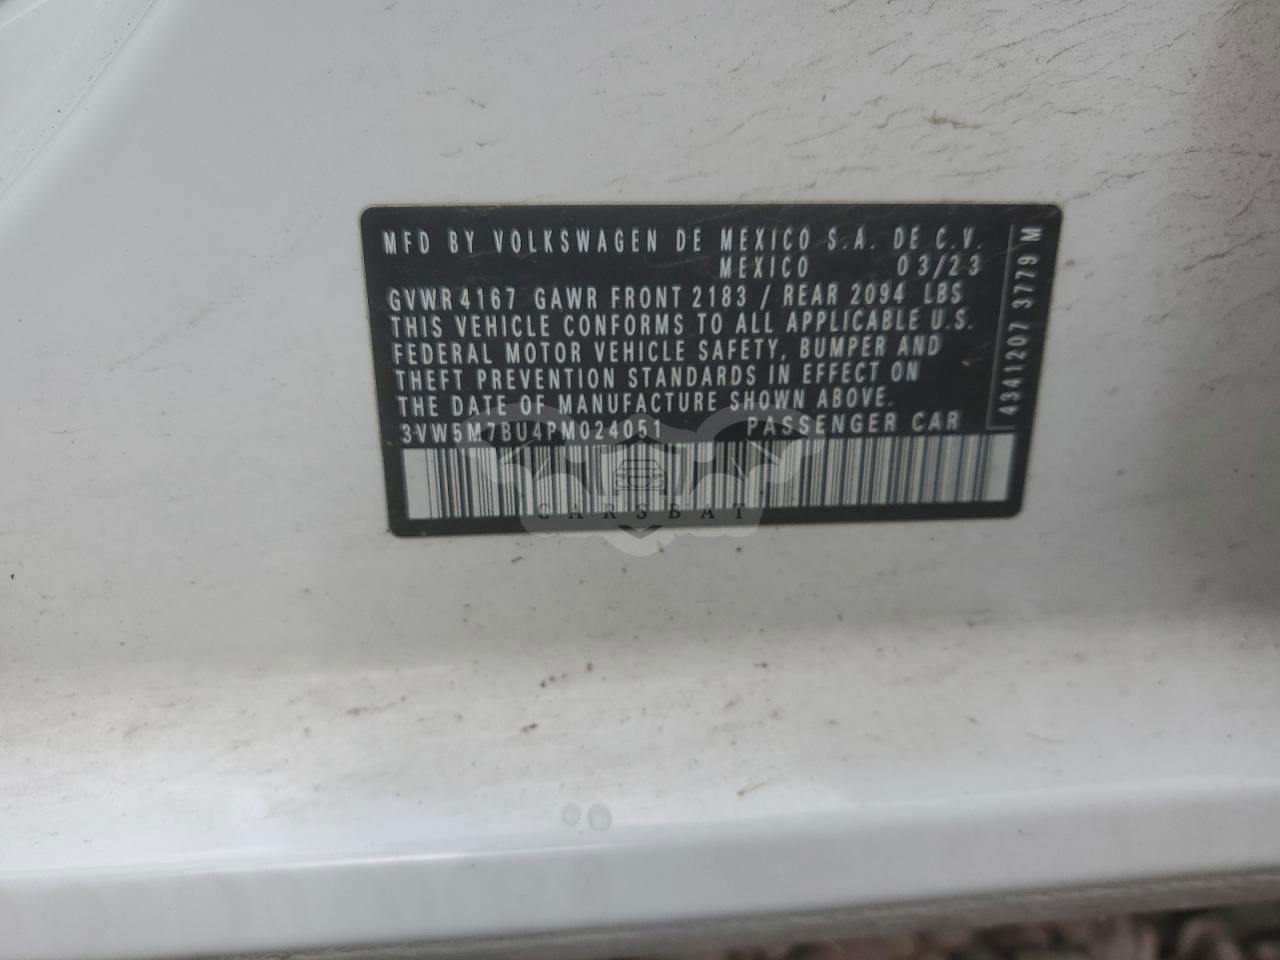 MFD BY VOLKSWAGEN DE MEXICO S.A. DE C.V.
MEXICO 03/23
GVWR 4167 GAWR FRONT 2183 / REAR 2094 LBS
THIS VEHICLE CONFORMS TO ALL APPLICABLE U.S.
FEDERAL MOTOR VEHICLE SAFETY, BUMPER AND
THEFT PREVENTION STANDARDS IN EFFECT ON
THE DATE OF MANUFACTURE SHOWN ABOVE.
3VW5M7BU4PM024051 PASSENGER CAR
4341207 3779 M
CARSBAT